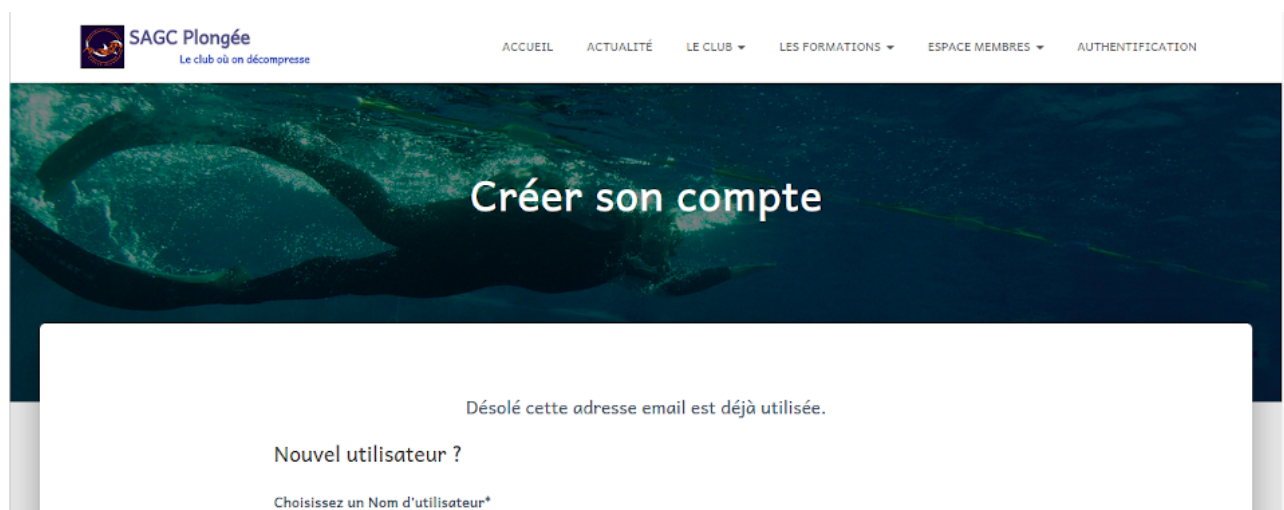 SAGC Plongée
Le club où on décompresse
ACCUEIL ACTUALITÉ LE CLUB LES FORMATIONS ESPACE MEMBRES AUTHENTIFICATION
Créer son compte
Désolé cette adresse email est déjà utilisée.
Nouvel utilisateur ?
Choisissez un Nom d'utilisateur*